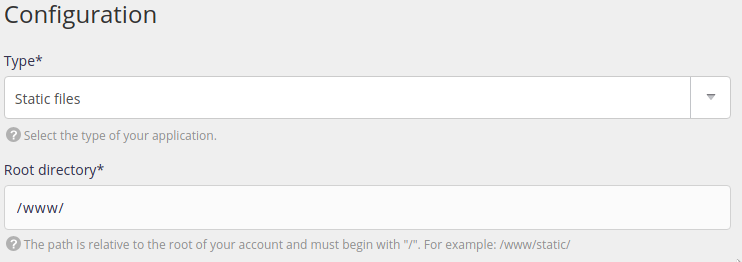 Configuration
Type*
Static files
? Select the type of your application.
Root directory*
/www/
? The path is relative to the root of your account and must begin with "/". For example: /www/static/